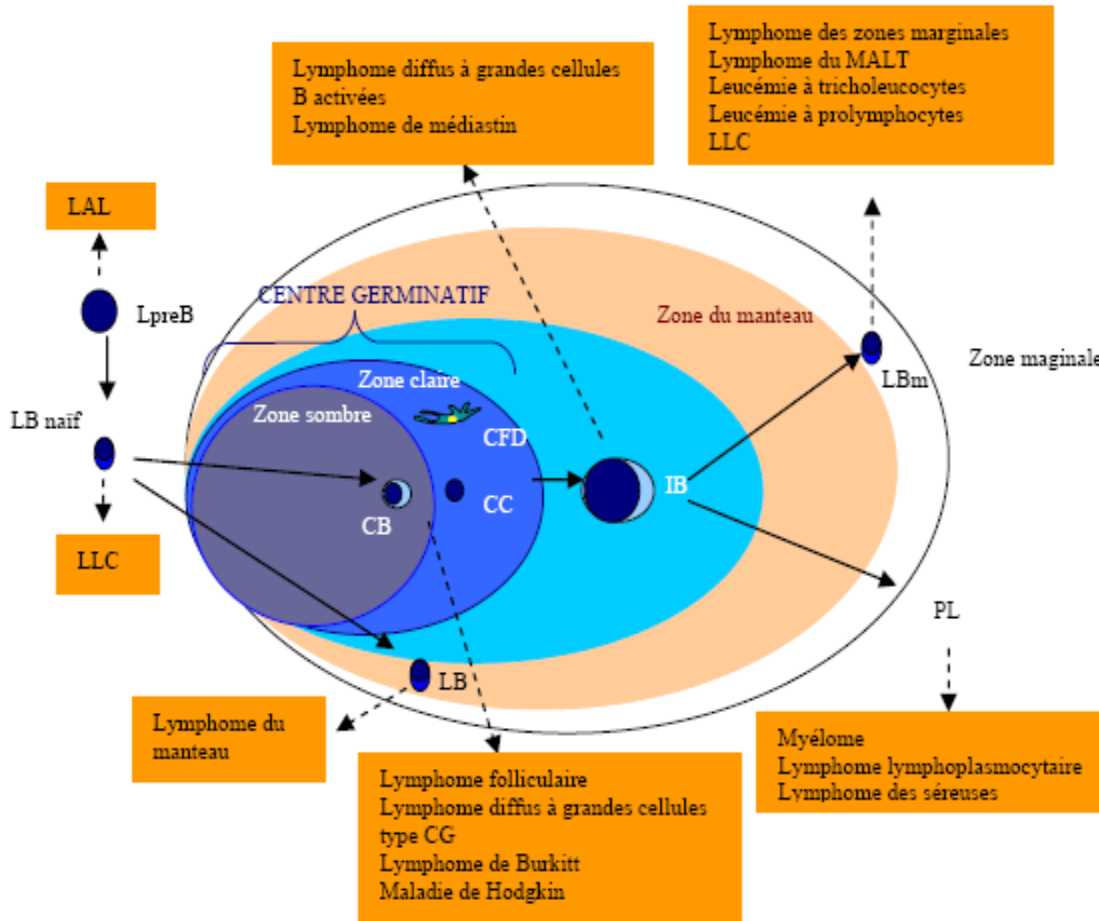 Lymphome des zones marginales
Lymphome du MALT
Leucémie à tricholeucocytes
Leucémie à prolymphocytes
LLC
Lymphome diffus à grandes cellules
B activées
Lymphome de médiastin
LAL
LpreB
CENTRE GERMINATIF
Zone du manteau
Zone maginale
LBm
Zone claire
Zone sombre
LB naïf
CFD
CC
CB
IB
LLC
PL
LB
Lymphome du
manteau
Lymphome folliculaire
Lymphome diffus à grandes cellules
type CG
Lymphome de Burkitt
Maladie de Hodgkin
Myélome
Lymphome lymphoplasmocytaire
Lymphome des séreuses